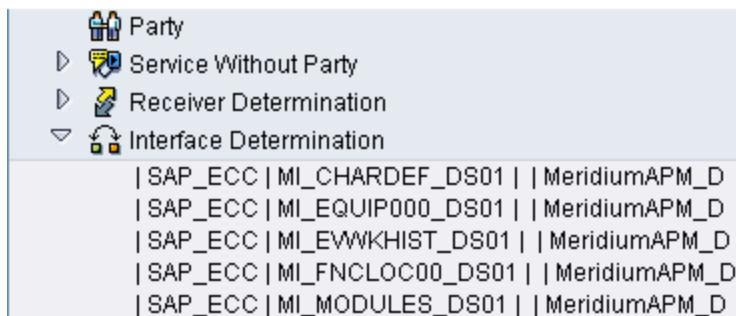 Party
Service Without Party
Receiver Determination
Interface Determination
| SAP_ECC | MI_CHARDEF_DS01 | | MeridiumAPM_D
| SAP_ECC | MI_EQUIP000_DS01 | | MeridiumAPM_D
| SAP_ECC | MI_EVWKHIST_DS01 | | MeridiumAPM_D
| SAP_ECC | MI_FNCLOC00_DS01 | | MeridiumAPM_D
| SAP_ECC | MI_MODULES_DS01 | | MeridiumAPM_D